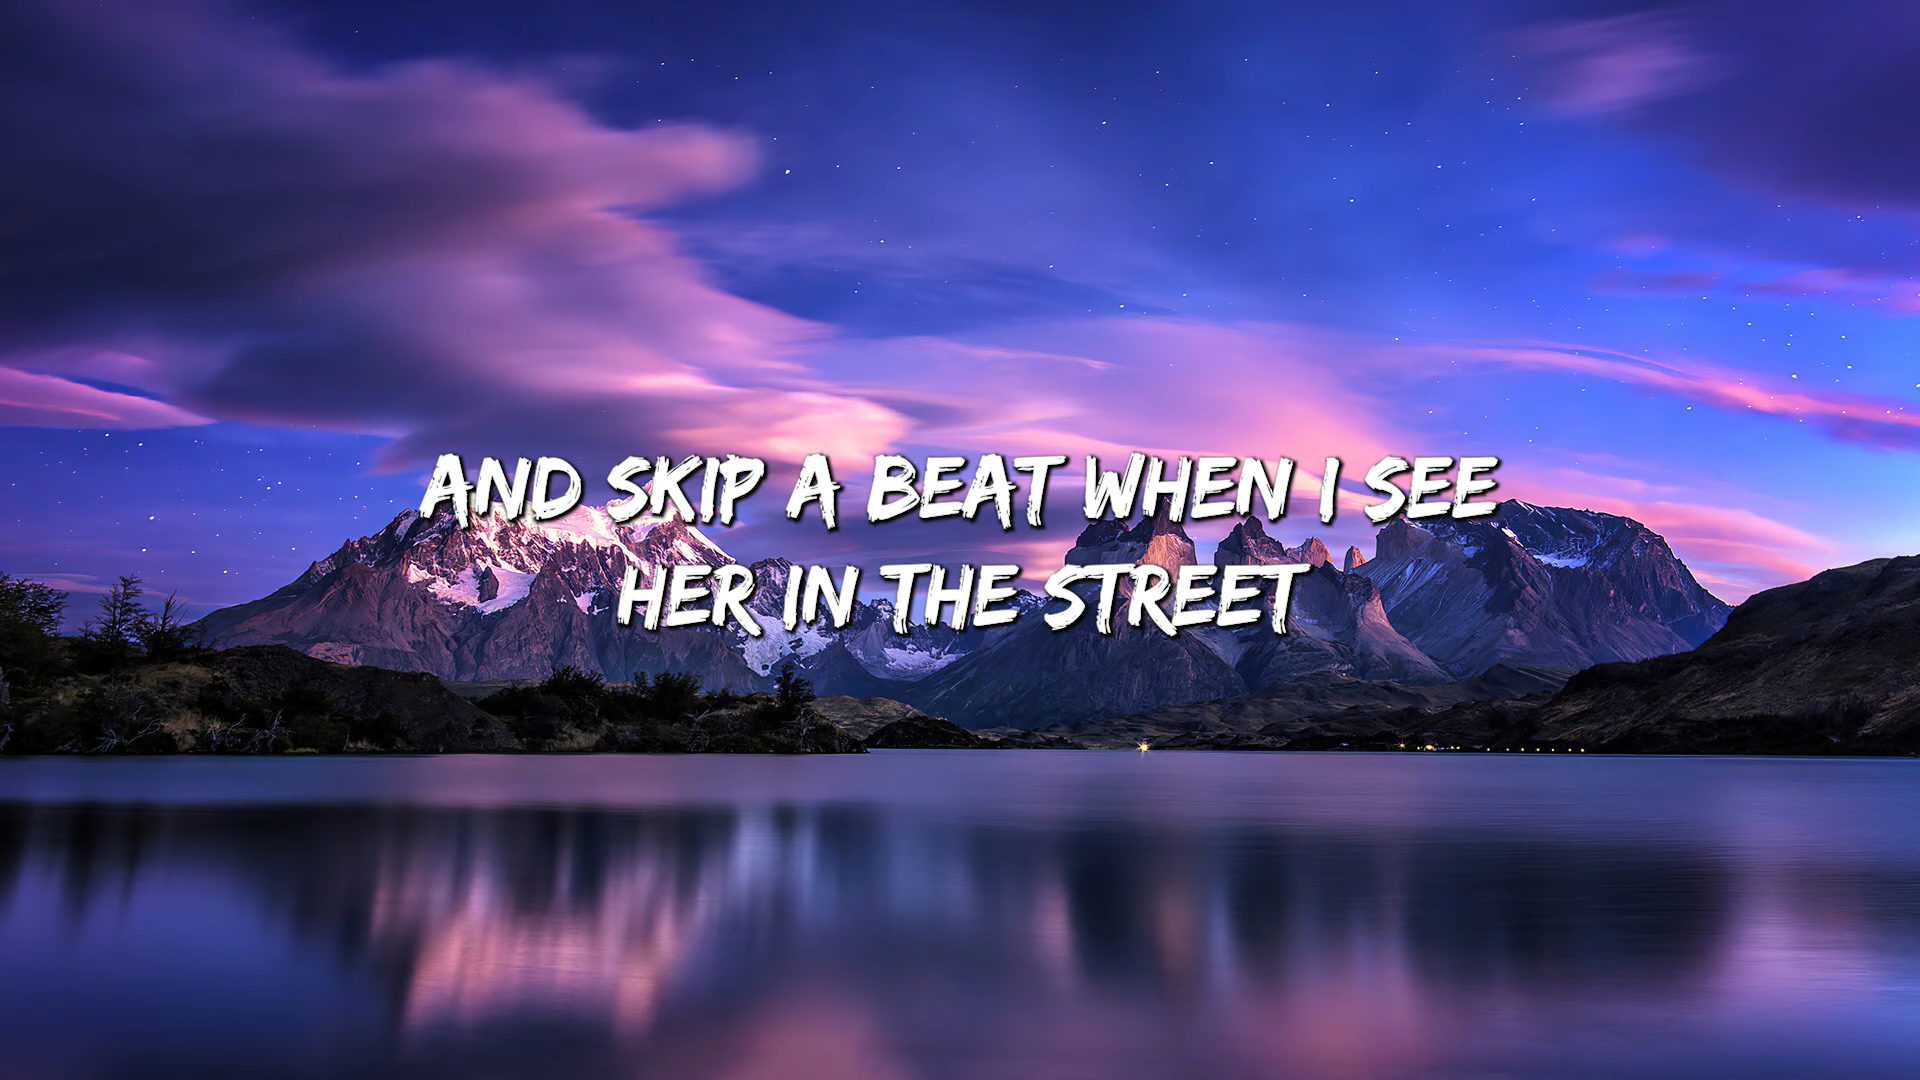 AND SKIP A BEAT WHEN I SEE
HER IN THE STREET